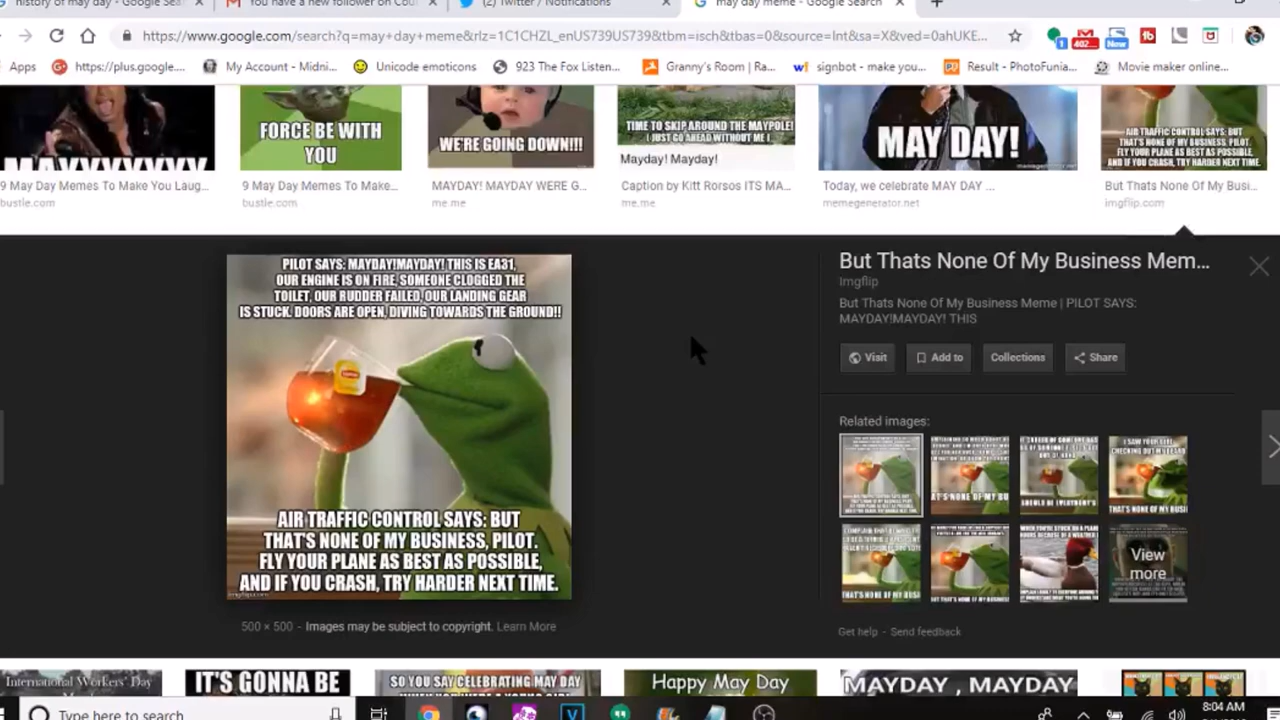 history of may day - Google Sear
You have a new follower on Cou
(2) Twitter / Notifications
may day meme - Google Search
https://www.google.com/search?q=may+day+meme&rlz=1C1CHZL_enUS739US739&tbm=isch&tbas=0&source=lnt&sa=X&ved=0ahUKE...
1
402...
New
Apps
https://plus.google....
My Account - Midni...
Unicode emoticons
923 The Fox Listen...
Granny's Room | Ra...
signbot - make you...
Result - PhotoFunia...
Movie maker online...
MAYYYYYYY
FORCE BE WITH
YOU
WE'RE GOING DOWN!!!
TIME TO SKIP AROUND THE MAYPOLE!
I JUST GO AHEAD WITHOUT ME !
Mayday! Mayday!
MAY DAY!
AIR TRAFFIC CONTROL SAYS: BUT
THAT'S NONE OF MY BUSINESS, PILOT.
FLY YOUR PLANE AS BEST AS POSSIBLE,
AND IF YOU CRASH, TRY HARDER NEXT TIME.
9 May Day Memes To Make You Laug...
bustle.com
9 May Day Memes To Make...
bustle.com
MAYDAY! MAYDAY WERE G...
me.me
Caption by Kitt Rorsos ITS MA...
me.me
Today, we celebrate MAY DAY ...
memegenerator.net
But Thats None Of My Busi...
imgflip.com
PILOT SAYS: MAYDAY!MAYDAY! THIS IS EA31,
OUR ENGINE IS ON FIRE, SOMEONE CLOGGED THE
TOILET, OUR RUDDER FAILED, OUR LANDING GEAR
IS STUCK. DOORS ARE OPEN, DIVING TOWARDS THE GROUND!!
AIR TRAFFIC CONTROL SAYS: BUT
THAT'S NONE OF MY BUSINESS, PILOT.
FLY YOUR PLANE AS BEST AS POSSIBLE,
AND IF YOU CRASH, TRY HARDER NEXT TIME.
imgflip.com
500 × 500 - Images may be subject to copyright. Learn More
But Thats None Of My Business Mem...
Imgflip
But Thats None Of My Business Meme | PILOT SAYS:
MAYDAY!MAYDAY! THIS
Visit
Add to
Collections
Share
Related images:
View
more
Get help - Send feedback
International Workers' Day
IT'S GONNA BE
SO YOU SAY CELEBRATING MAY DAY
Happy May Day
MAYDAY , MAYDAY
Type here to search
8:04 AM